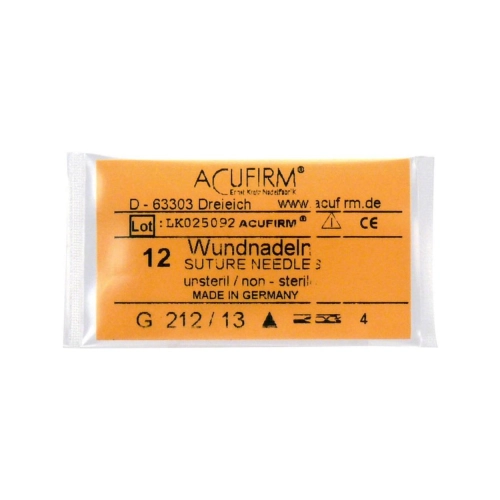 ACUFIRM®
Ernst Kratz Nadelfabrik
D - 63303 Dreieich www.acufirm.de
Lot : LK025092 ACUFIRM® CE
12 Wundnadeln
SUTURE NEEDLES
unsteril / non - steril
MADE IN GERMANY
G 212 / 13 4